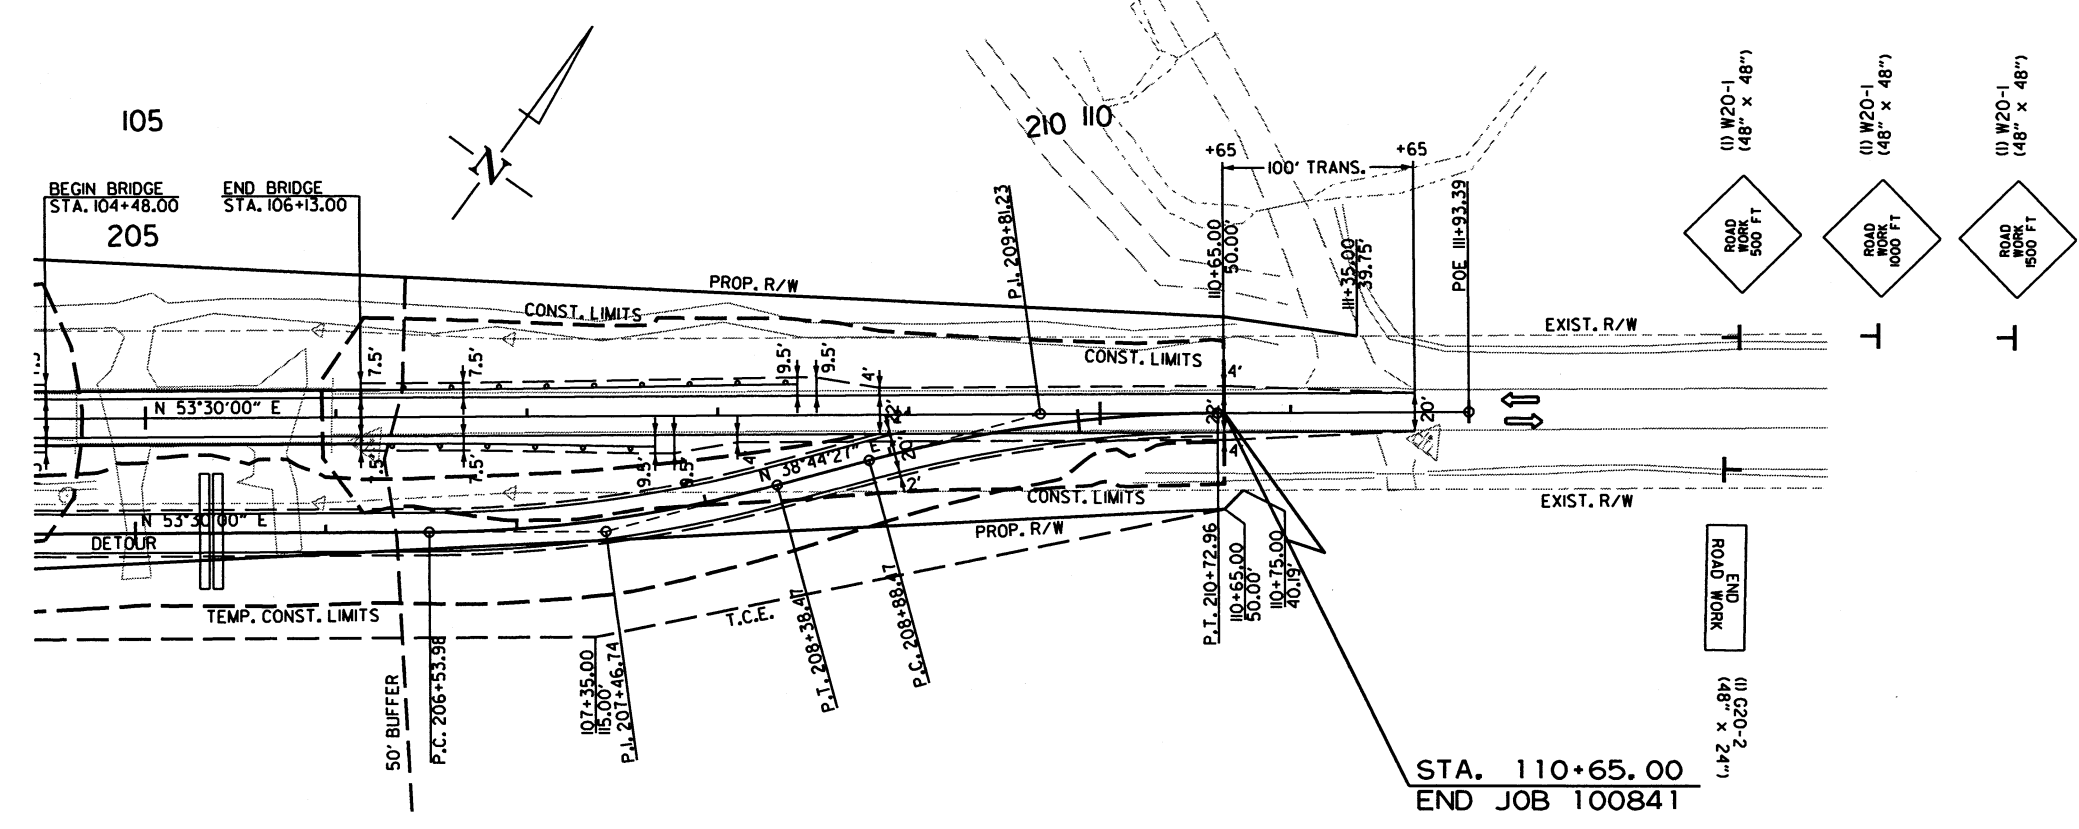 105
BEGIN BRIDGE
STA. 104+48.00
END BRIDGE
STA. 106+13.00
205
N
210 110
+65
+65
100' TRANS.
P.I. 209+81.23
110+65.00
50.00'
111+35.00
39.75'
POE 111+93.39
(1) W20-1
(48" x 48")
(1) W20-1
(48" x 48")
(1) W20-1
(48" x 48")
ROAD
WORK
500 FT
ROAD
WORK
1000 FT
ROAD
WORK
1500 FT
PROP. R/W
CONST. LIMITS
CONST. LIMITS
EXIST. R/W
7.5'
7.5'
9.5'
9.5'
4'
4'
N 53°30'00" E
22'
22'
20'
7.5'
7.5'
9.5'
9.5'
4'
N 38°44'27" E
20'
2'
4'
CONST. LIMITS
EXIST. R/W
N 53°30'00" E
DETOUR
PROP. R/W
TEMP. CONST. LIMITS
T.C.E.
50' BUFFER
P.C. 206+53.98
107+35.00
115.00'
P.I. 207+46.74
P.T. 208+38.47
P.C. 208+88.47
P.T. 210+72.96
110+65.00
50.00'
110+75.00
40.19'
END
ROAD WORK
(1) G20-2
(48" x 24")
STA. 110+65.00
END JOB 100841